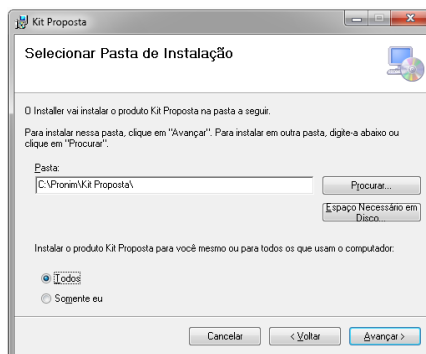 Kit Proposta
Selecionar Pasta de Instalação
O Installer vai instalar o produto Kit Proposta na pasta a seguir.
Para instalar nessa pasta, clique em "Avançar". Para instalar em outra pasta, digite-a abaixo ou
clique em "Procurar".
Pasta:
C:\Pronim\Kit Proposta\
Procurar...
Espaço Necessário em
Disco...
Instalar o produto Kit Proposta para você mesmo ou para todos os que usam o computador:
Todos
Somente eu
Cancelar
< Voltar
Avançar >